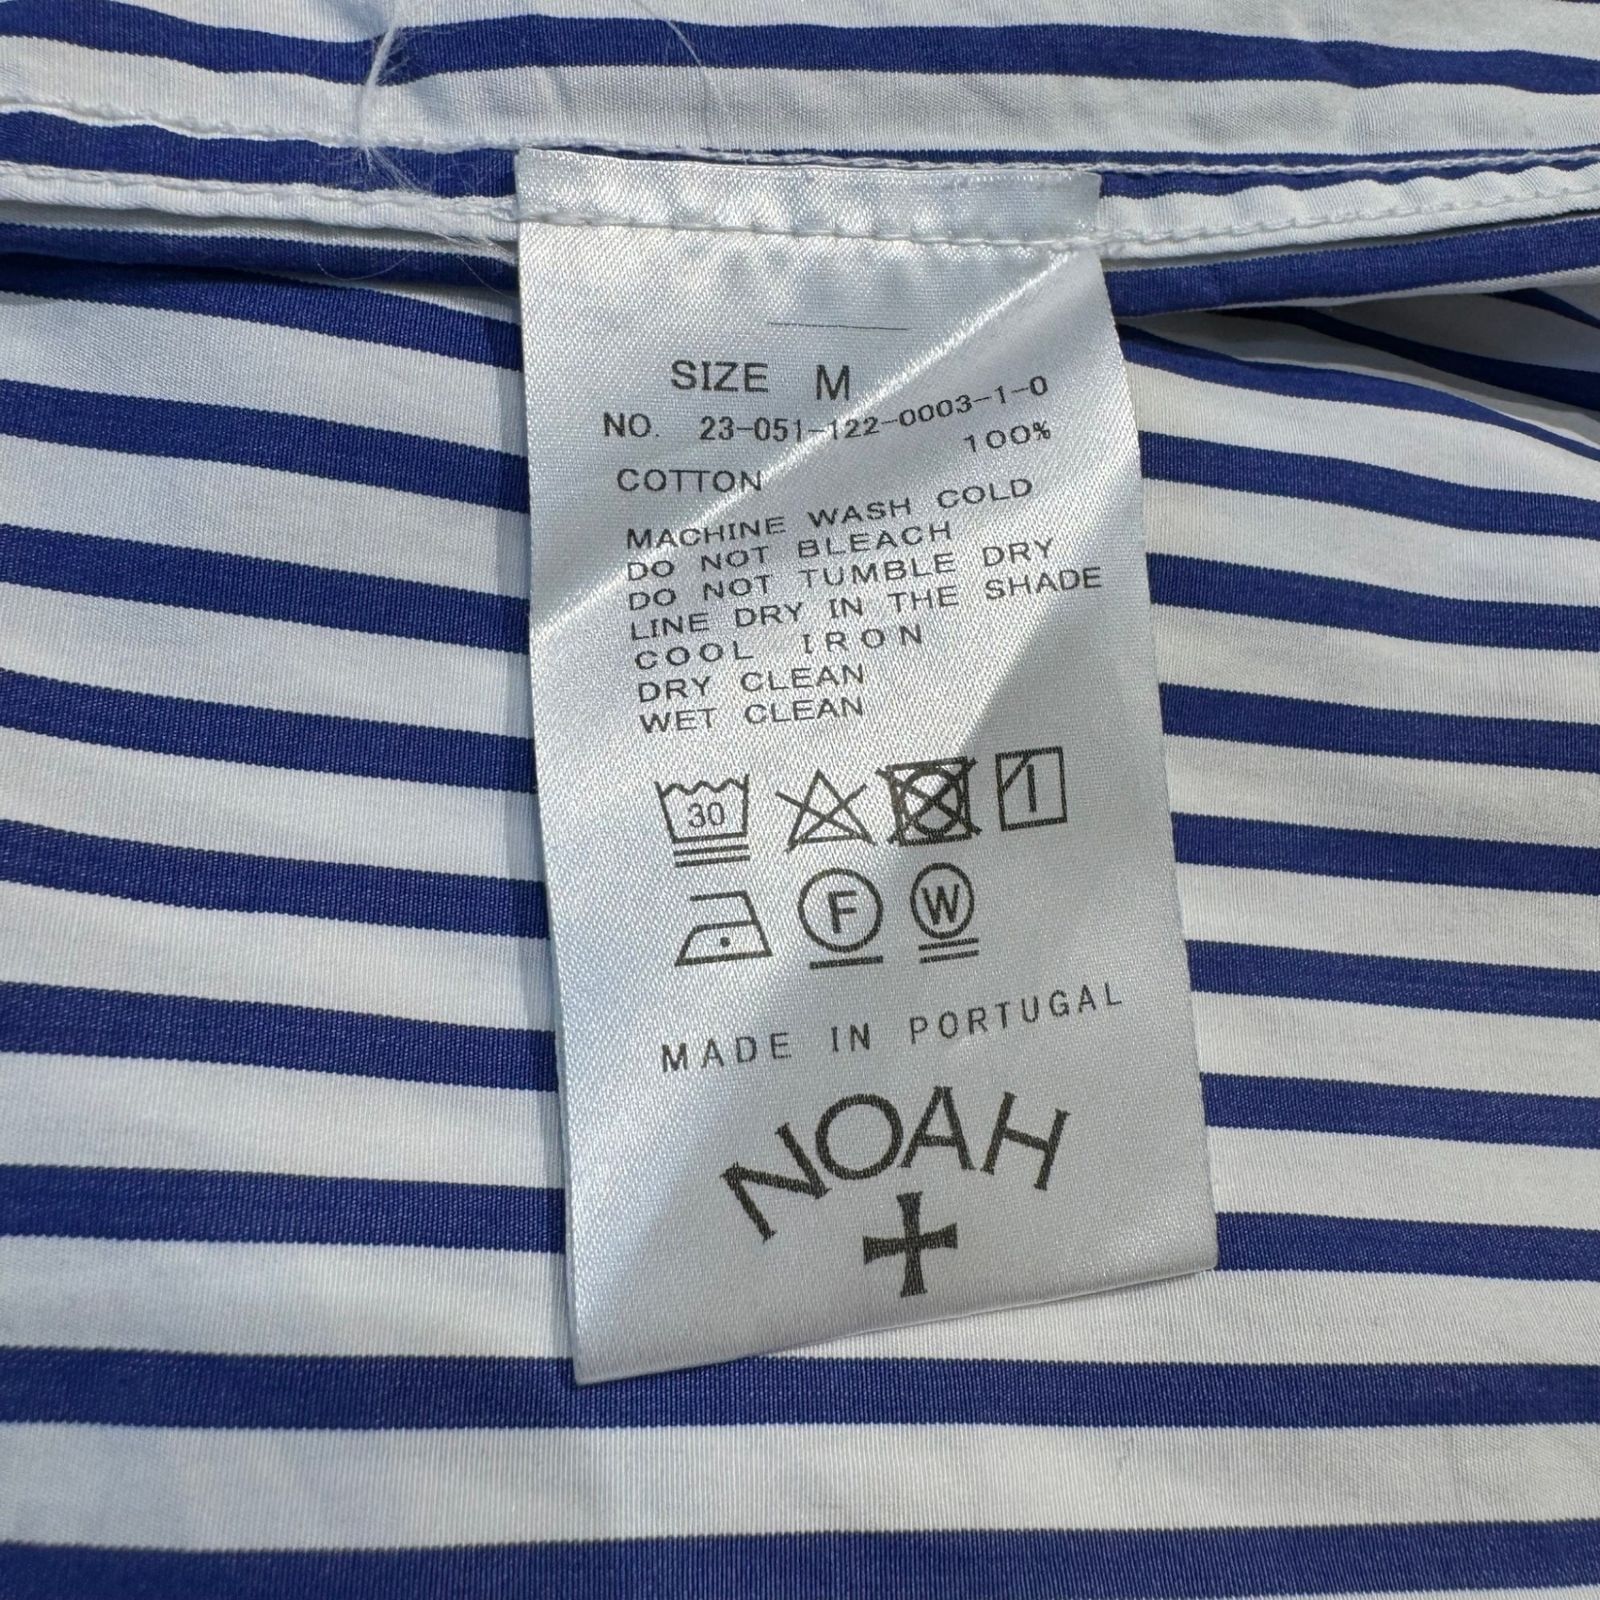 SIZE M
NO. 23-051-122-0003-1-0
100%
COTTON
MACHINE WASH COLD
DO NOT BLEACH
DO NOT TUMBLE DRY
LINE DRY IN THE SHADE
COOL IRON
DRY CLEAN
WET CLEAN
30
F W
MADE IN PORTUGAL
NOAH